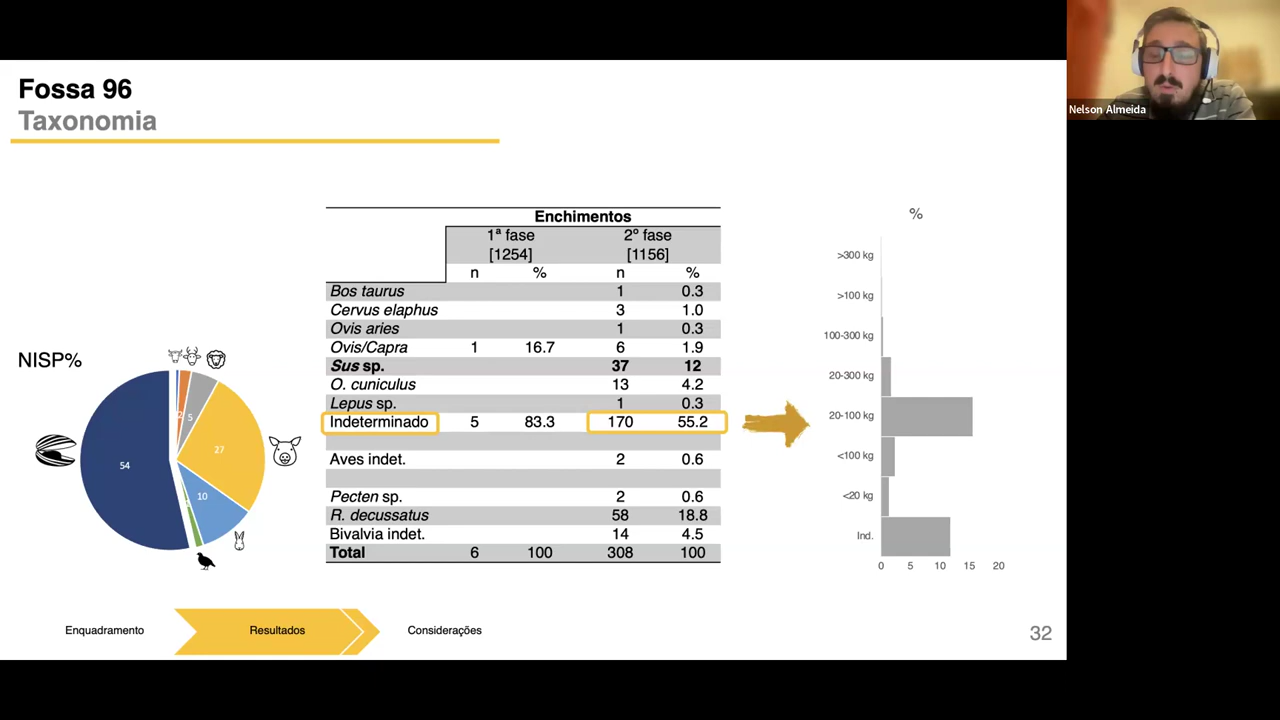 Fossa 96
Taxonomia
Nelson Almeida
NISP%
2
5
27
10
54
Enchimentos
1ª fase 2º fase
[1254] [1156]
n % n %
Bos taurus 1 0.3
Cervus elaphus 3 1.0
Ovis aries 1 0.3
Ovis/Capra 1 16.7 6 1.9
Sus sp. 37 12
O. cuniculus 13 4.2
Lepus sp. 1 0.3
Indeterminado 5 83.3 170 55.2
Aves indet. 2 0.6
Pecten sp. 2 0.6
R. decussatus 58 18.8
Bivalvia indet. 14 4.5
Total 6 100 308 100
%
>300 kg
>100 kg
100-300 kg
20-300 kg
20-100 kg
<100 kg
<20 kg
Ind.
0 5 10 15 20
Enquadramento Resultados Considerações
32